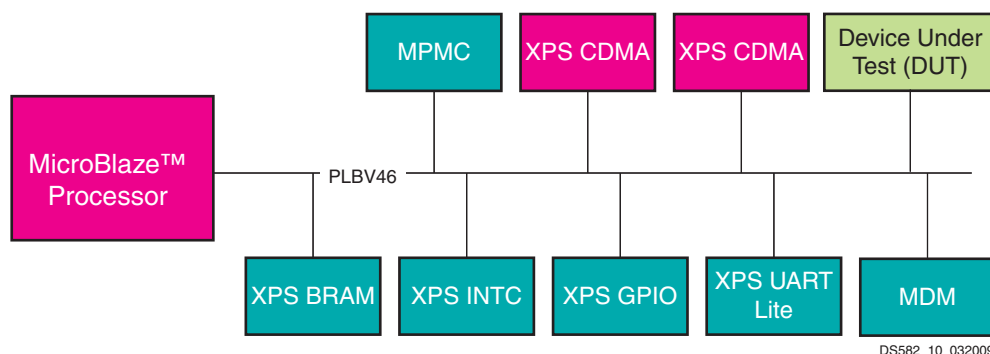 MPMC
XPS CDMA
XPS CDMA
Device Under
Test (DUT)
MicroBlaze™
Processor
PLBV46
XPS BRAM
XPS INTC
XPS GPIO
XPS UART
Lite
MDM
DS582_10_032009